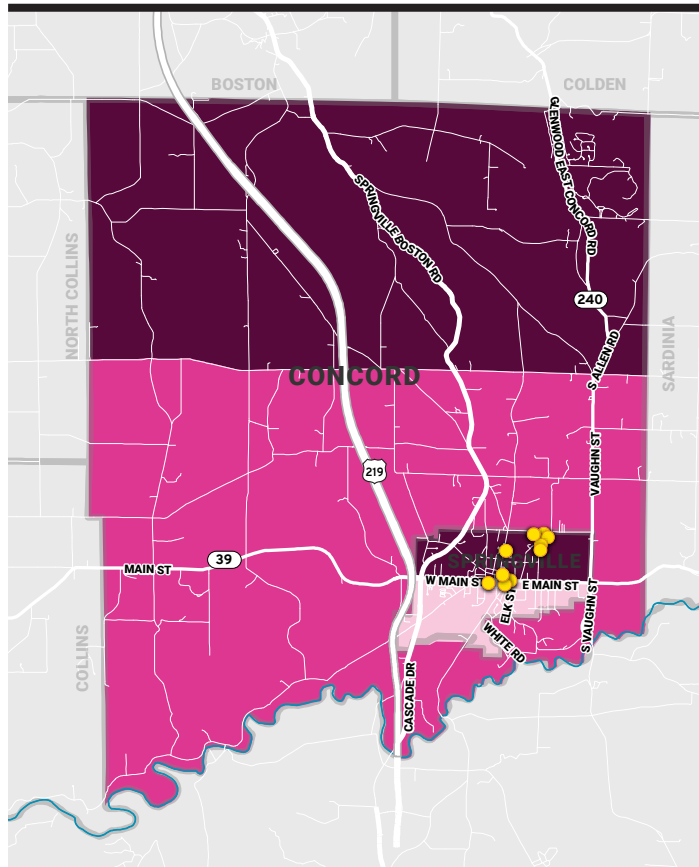 BOSTON
COLDEN
GLENWOOD EAST CONCORD RD
SPRINGVILLE BOSTON RD
NORTH COLLINS
240
SARDINIA
S ALLEN RD
CONCORD
VAUGHN ST
219
SPRINGVILLE
39
MAIN ST
W MAIN ST
E MAIN ST
ELK ST
S VAUGHN ST
WHITE RD
COLLINS
CASCADE DR